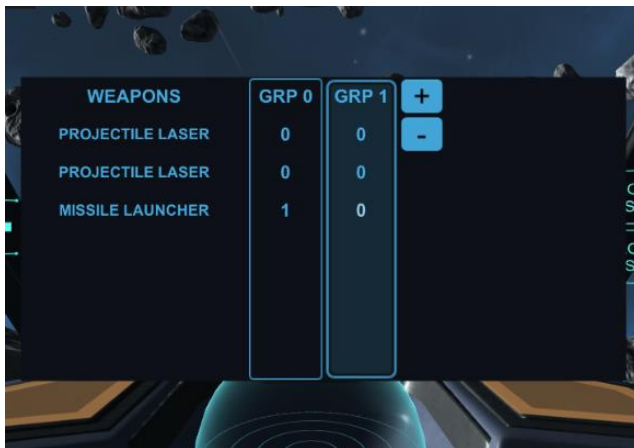 WEAPONS GRP 0 GRP 1 +
PROJECTILE LASER 0 0 -
PROJECTILE LASER 0 0
MISSILE LAUNCHER 1 0